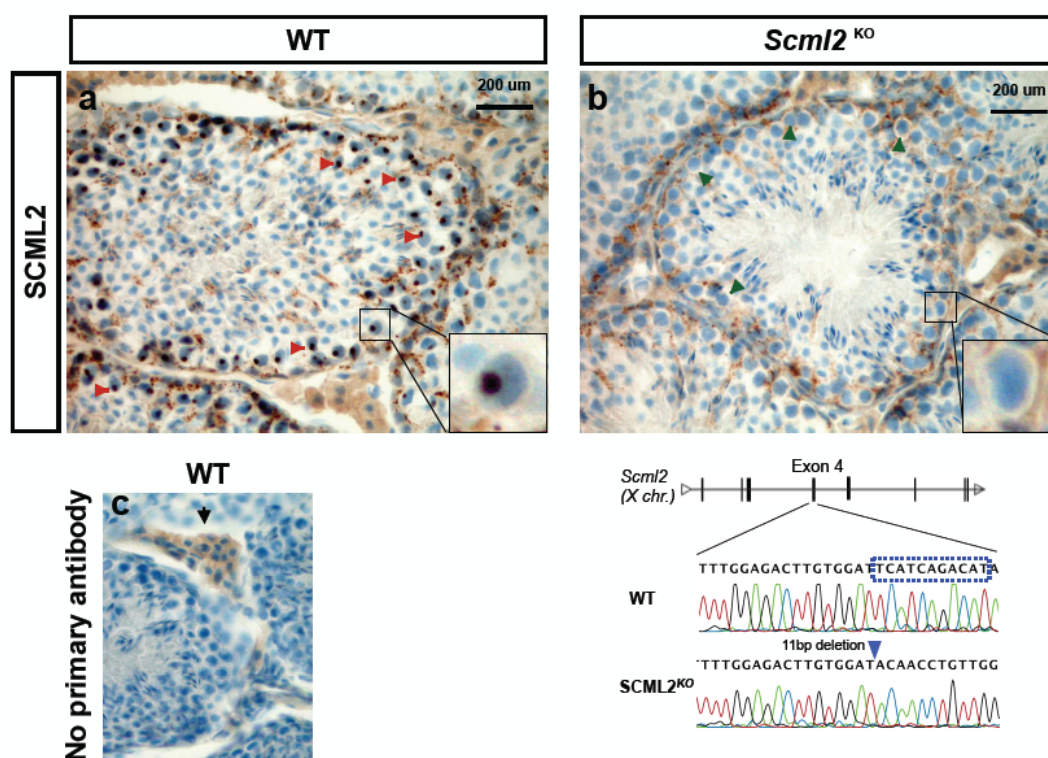 WT
Scml2 KO
SCML2
a
200 um
b
200 um
WT
No primary antibody
c
Exon 4
Scml2
(X chr.)
TTTGGAGACTTGTGGATTCATCAGACATA
WT
11bp deletion
TTTGGAGACTTGTGGATACAACCTGTTGG
SCML2KO